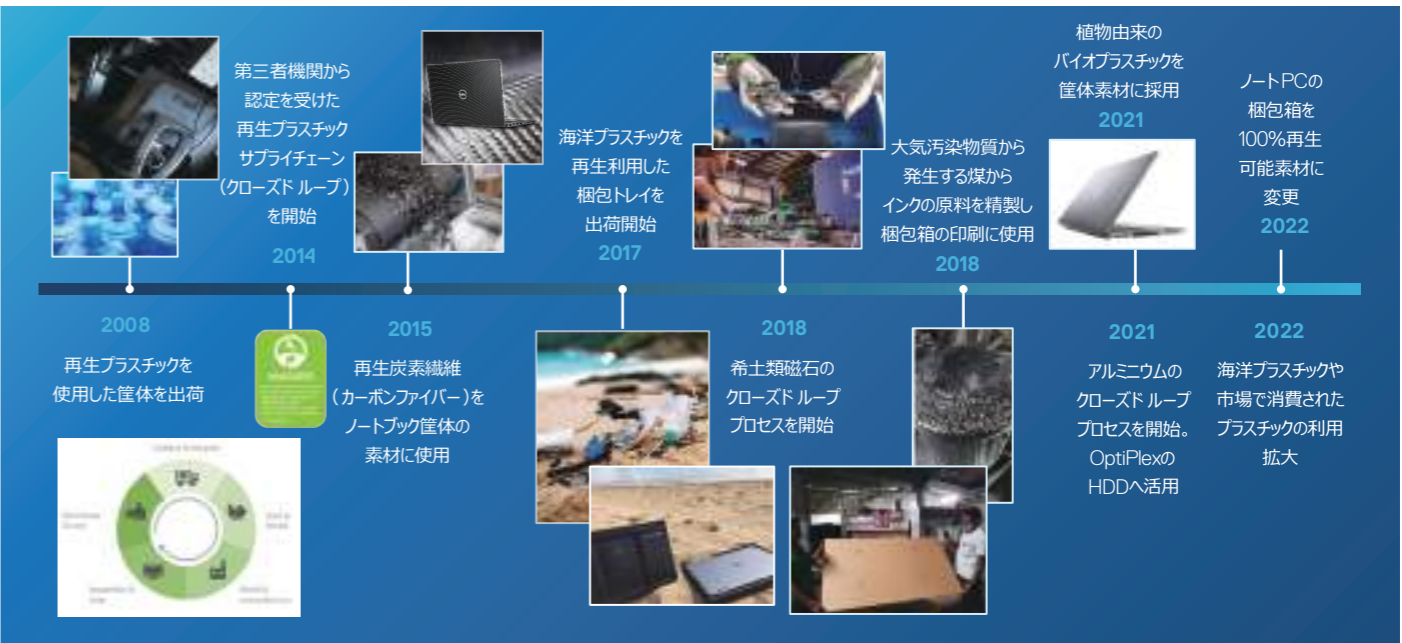 再生プラスチックを
使用した筐体を出荷
2008
第三者機関から
認定を受けた
再生プラスチック
サプライチェーン
（クローズド ループ）
を開始
2014
2015
再生炭素繊維
（カーボンファイバー）を
ノートブック筐体の
素材に使用
海洋プラスチックを
再生利用した
梱包トレイを
出荷開始
2017
2018
希土類磁石の
クローズド ループ
プロセスを開始
大気汚染物質から
発生する煤から
インクの原料を精製し
梱包箱の印刷に使用
2018
植物由来の
バイオプラスチックを
筐体素材に採用
2021
2021
アルミニウムの
クローズド ループ
プロセスを開始。
OptiPlexの
HDDへ活用
ノートPCの
梱包箱を
100%再生
可能素材に
変更
2022
2022
海洋プラスチックや
市場で消費された
プラスチックの利用
拡大